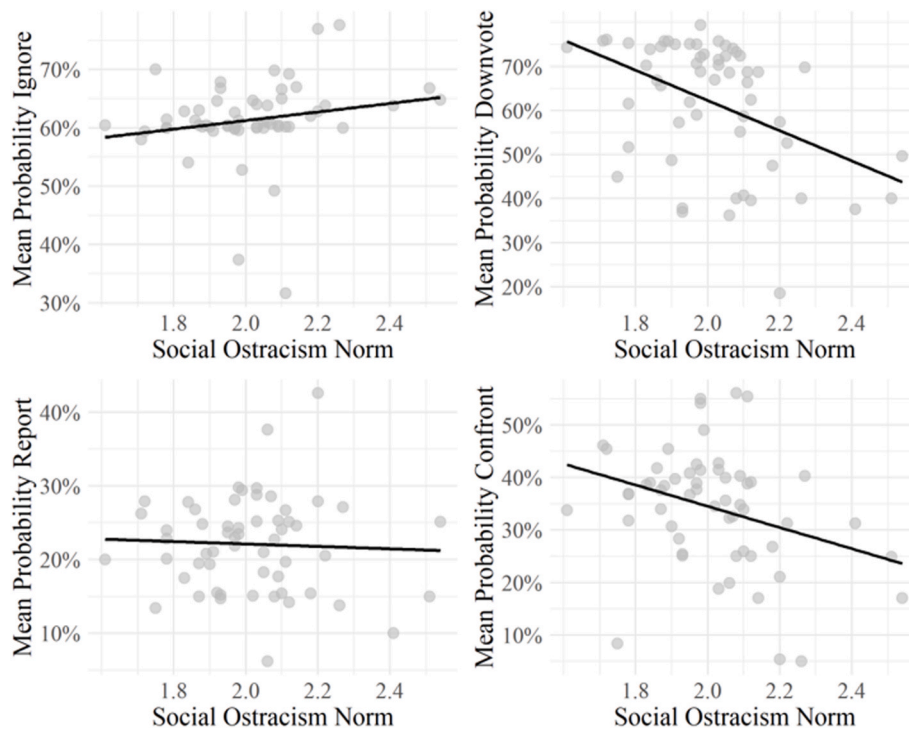 Mean Probability Ignore
70%
60%
50%
40%
30%
1.8 2.0 2.2 2.4
Social Ostracism Norm
Mean Probability Downvote
70%
60%
50%
40%
30%
20%
1.8 2.0 2.2 2.4
Social Ostracism Norm
Mean Probability Report
40%
30%
20%
10%
1.8 2.0 2.2 2.4
Social Ostracism Norm
Mean Probability Confront
50%
40%
30%
20%
10%
1.8 2.0 2.2 2.4
Social Ostracism Norm